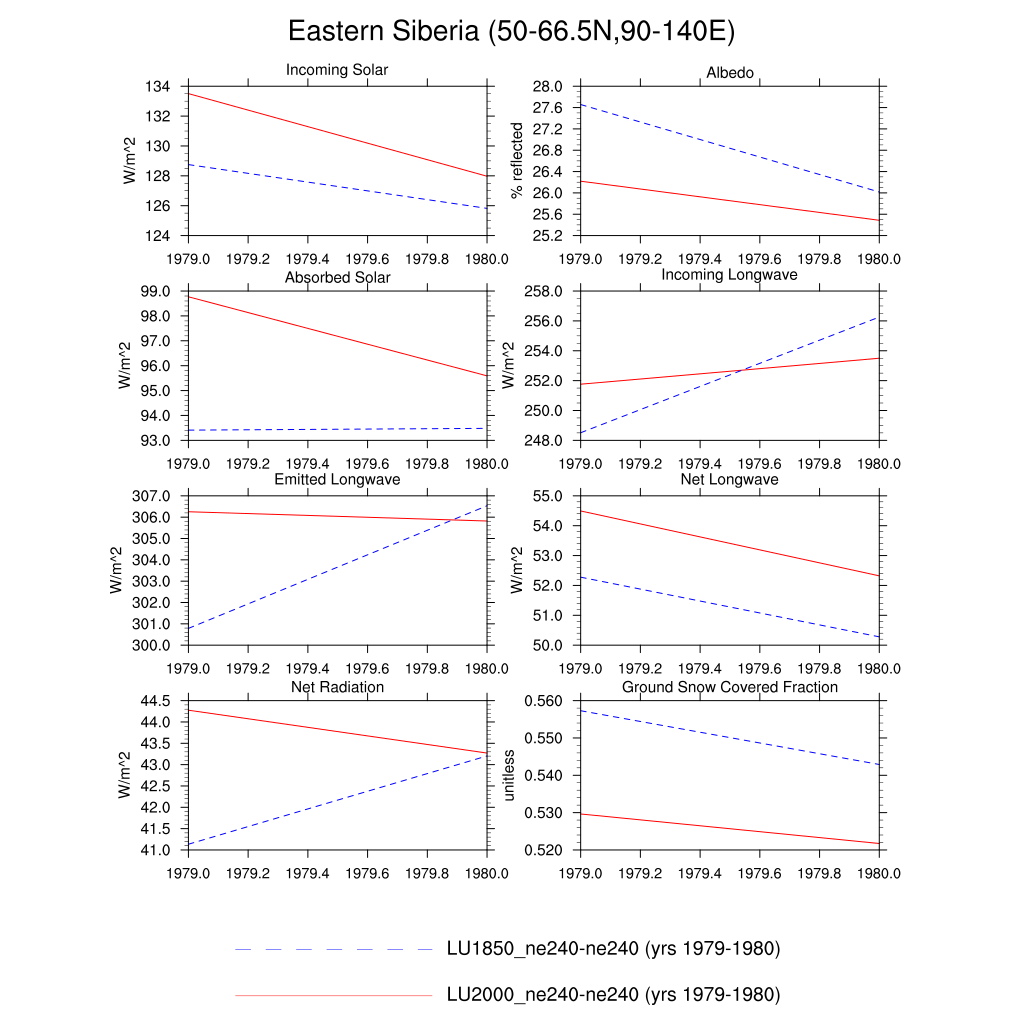 Eastern Siberia (50-66.5N,90-140E)
Incoming Solar
W/m^2
134
132
130
128
126
124
1979.0 1979.2 1979.4 1979.6 1979.8 1980.0
Albedo
% reflected
28.0
27.6
27.2
26.8
26.4
26.0
25.6
25.2
1979.0 1979.2 1979.4 1979.6 1979.8 1980.0
Absorbed Solar
W/m^2
99.0
98.0
97.0
96.0
95.0
94.0
93.0
1979.0 1979.2 1979.4 1979.6 1979.8 1980.0
Incoming Longwave
W/m^2
258.0
256.0
254.0
252.0
250.0
248.0
1979.0 1979.2 1979.4 1979.6 1979.8 1980.0
Emitted Longwave
W/m^2
307.0
306.0
305.0
304.0
303.0
302.0
301.0
300.0
1979.0 1979.2 1979.4 1979.6 1979.8 1980.0
Net Longwave
W/m^2
55.0
54.0
53.0
52.0
51.0
50.0
1979.0 1979.2 1979.4 1979.6 1979.8 1980.0
Net Radiation
W/m^2
44.5
44.0
43.5
43.0
42.5
42.0
41.5
41.0
1979.0 1979.2 1979.4 1979.6 1979.8 1980.0
Ground Snow Covered Fraction
unitless
0.560
0.550
0.540
0.530
0.520
1979.0 1979.2 1979.4 1979.6 1979.8 1980.0
LU1850_ne240-ne240 (yrs 1979-1980)
LU2000_ne240-ne240 (yrs 1979-1980)